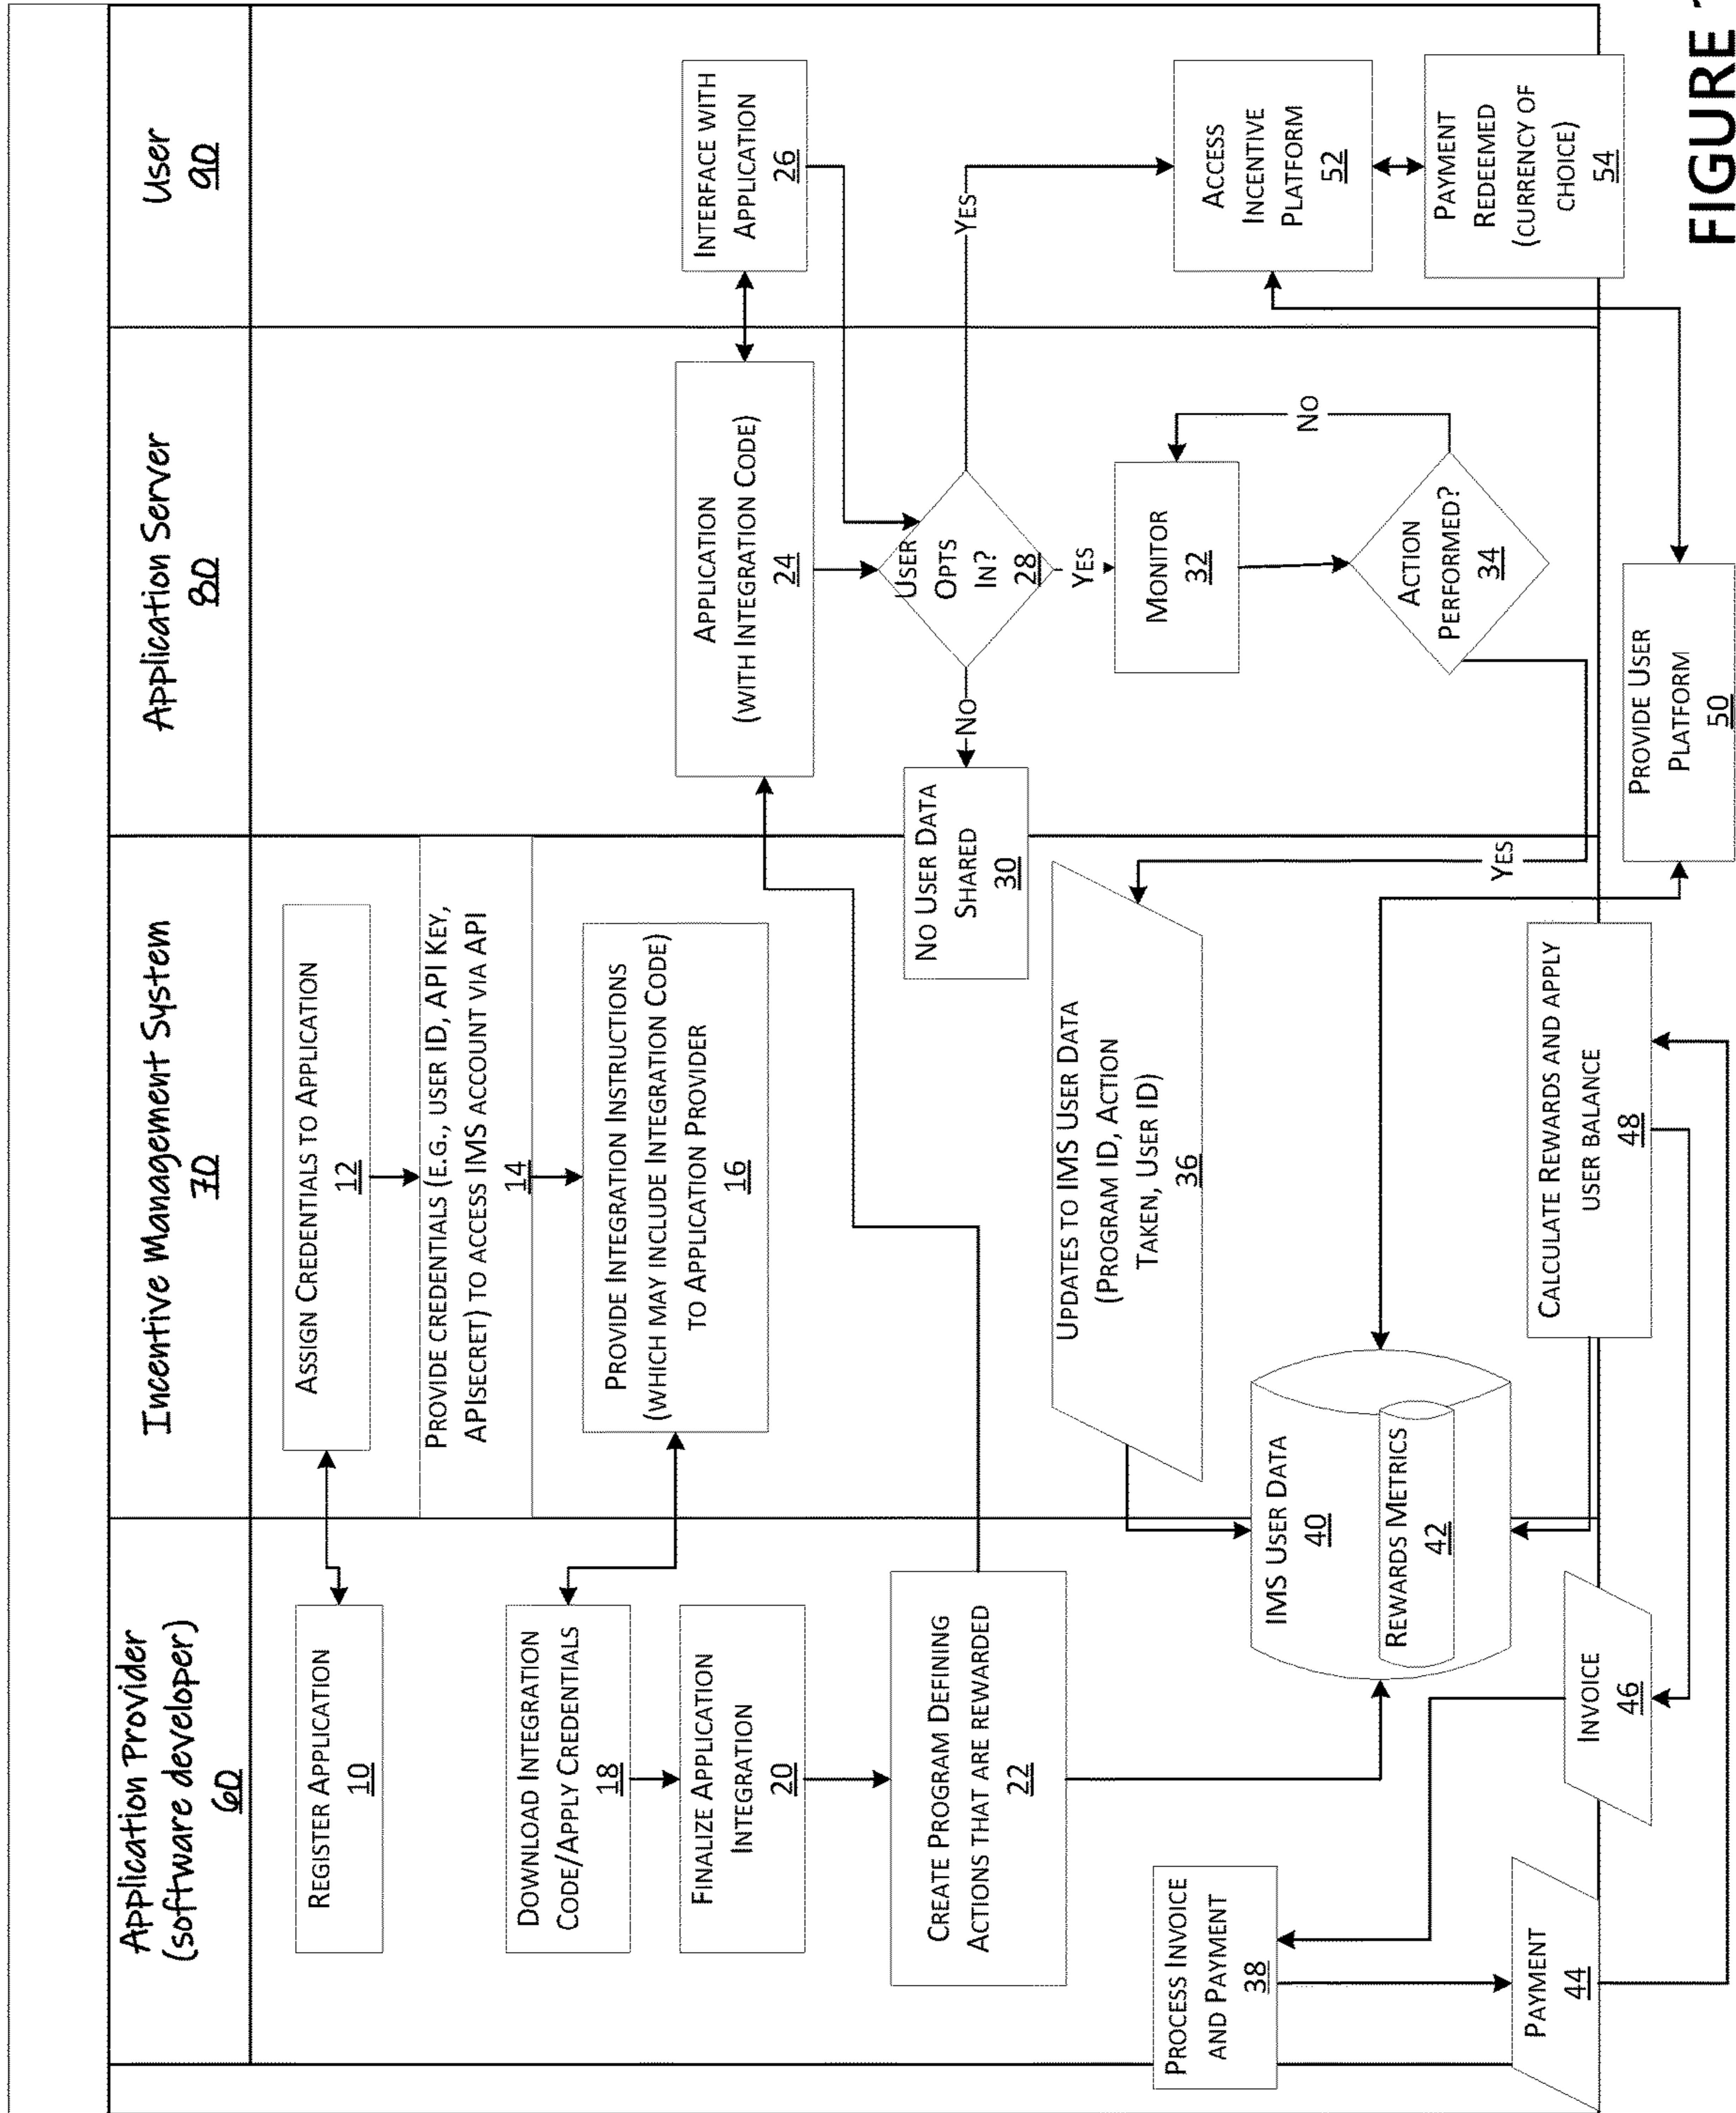 Application Provider
(software developer)
60
Incentive Management System
70
Application Server
80
User
90
REGISTER APPLICATION
10
ASSIGN CREDENTIALS TO APPLICATION
12
PROVIDE CREDENTIALS (E.G., USER ID, API KEY,
APISECRET) TO ACCESS IMS ACCOUNT VIA API
14
PROVIDE INTEGRATION INSTRUCTIONS
(WHICH MAY INCLUDE INTEGRATION CODE)
TO APPLICATION PROVIDER
16
DOWNLOAD INTEGRATION
CODE/APPLY CREDENTIALS
18
FINALIZE APPLICATION
INTEGRATION
20
CREATE PROGRAM DEFINING
ACTIONS THAT ARE REWARDED
22
APPLICATION
(WITH INTEGRATION CODE)
24
INTERFACE WITH
APPLICATION
26
USER
OPTS
IN?
28
NO
YES
YES
NO USER DATA
SHARED
30
MONITOR
32
ACTION
PERFORMED?
34
NO
YES
UPDATES TO IMS USER DATA
(PROGRAM ID, ACTION
TAKEN, USER ID)
36
PROCESS INVOICE
AND PAYMENT
38
IMS USER DATA
40
REWARDS METRICS
42
PAYMENT
44
INVOICE
46
CALCULATE REWARDS AND APPLY
USER BALANCE
48
PROVIDE USER
PLATFORM
50
ACCESS
INCENTIVE
PLATFORM
52
PAYMENT
REDEEMED
(CURRENCY OF
CHOICE)
54
FIGURE